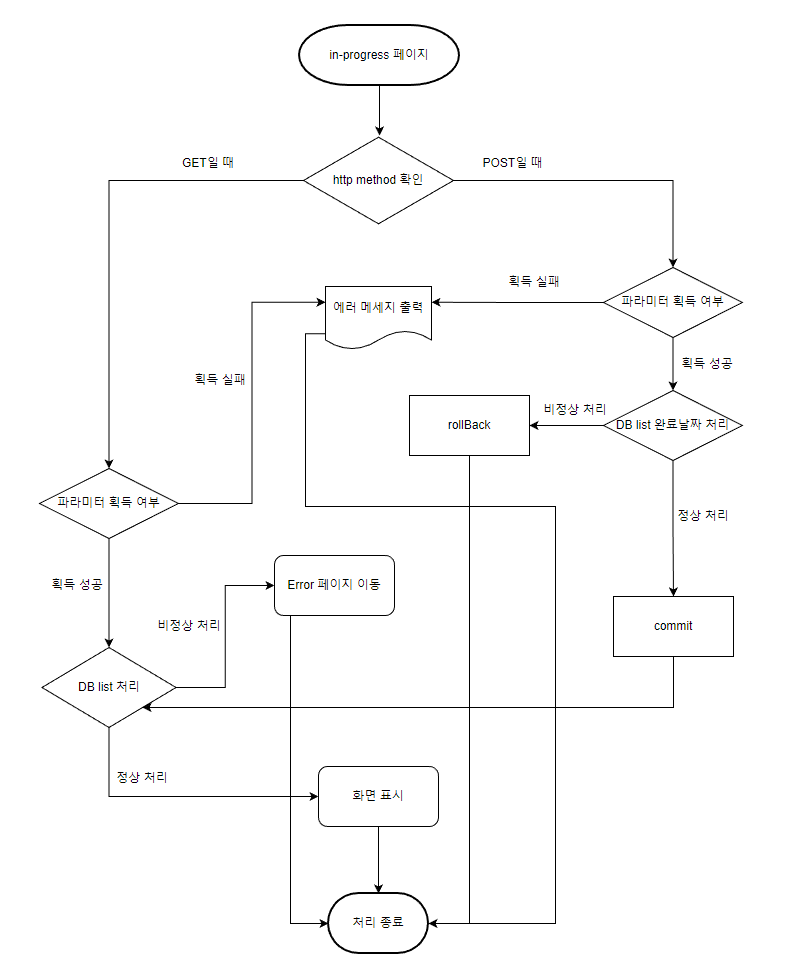 in-progress 페이지
GET일 때
POST일 때
http method 확인
획득 실패
에러 메세지 출력
파라미터 획득 여부
획득 성공
획득 실패
비정상 처리
rollBack
DB list 완료날짜 처리
파라미터 획득 여부
정상 처리
획득 성공
Error 페이지 이동
비정상 처리
commit
DB list 처리
정상 처리
화면 표시
처리 종료